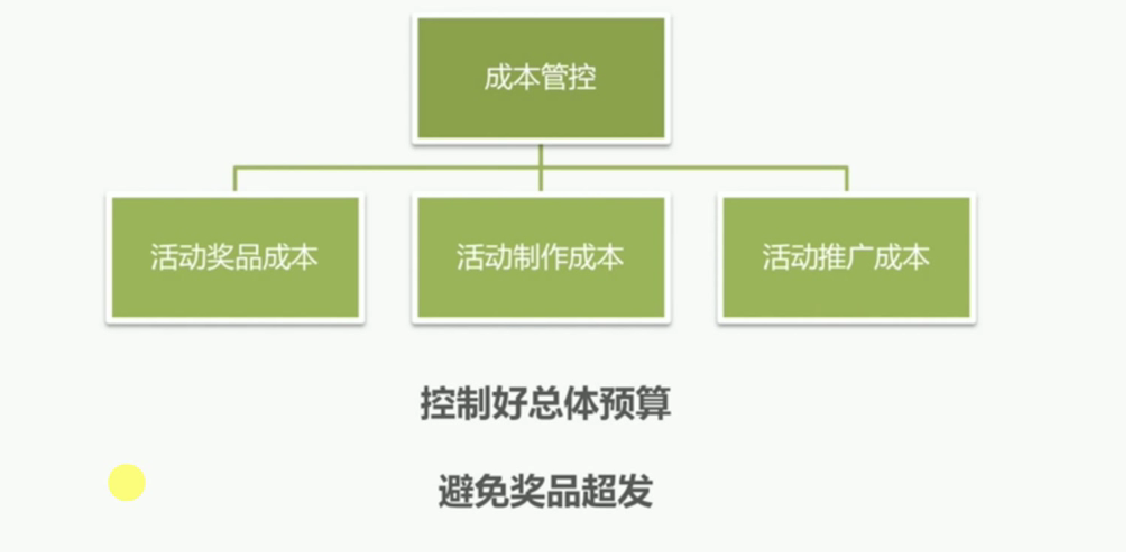 成本管控
活动奖品成本
活动制作成本
活动推广成本
控制好总体预算
避免奖品超发